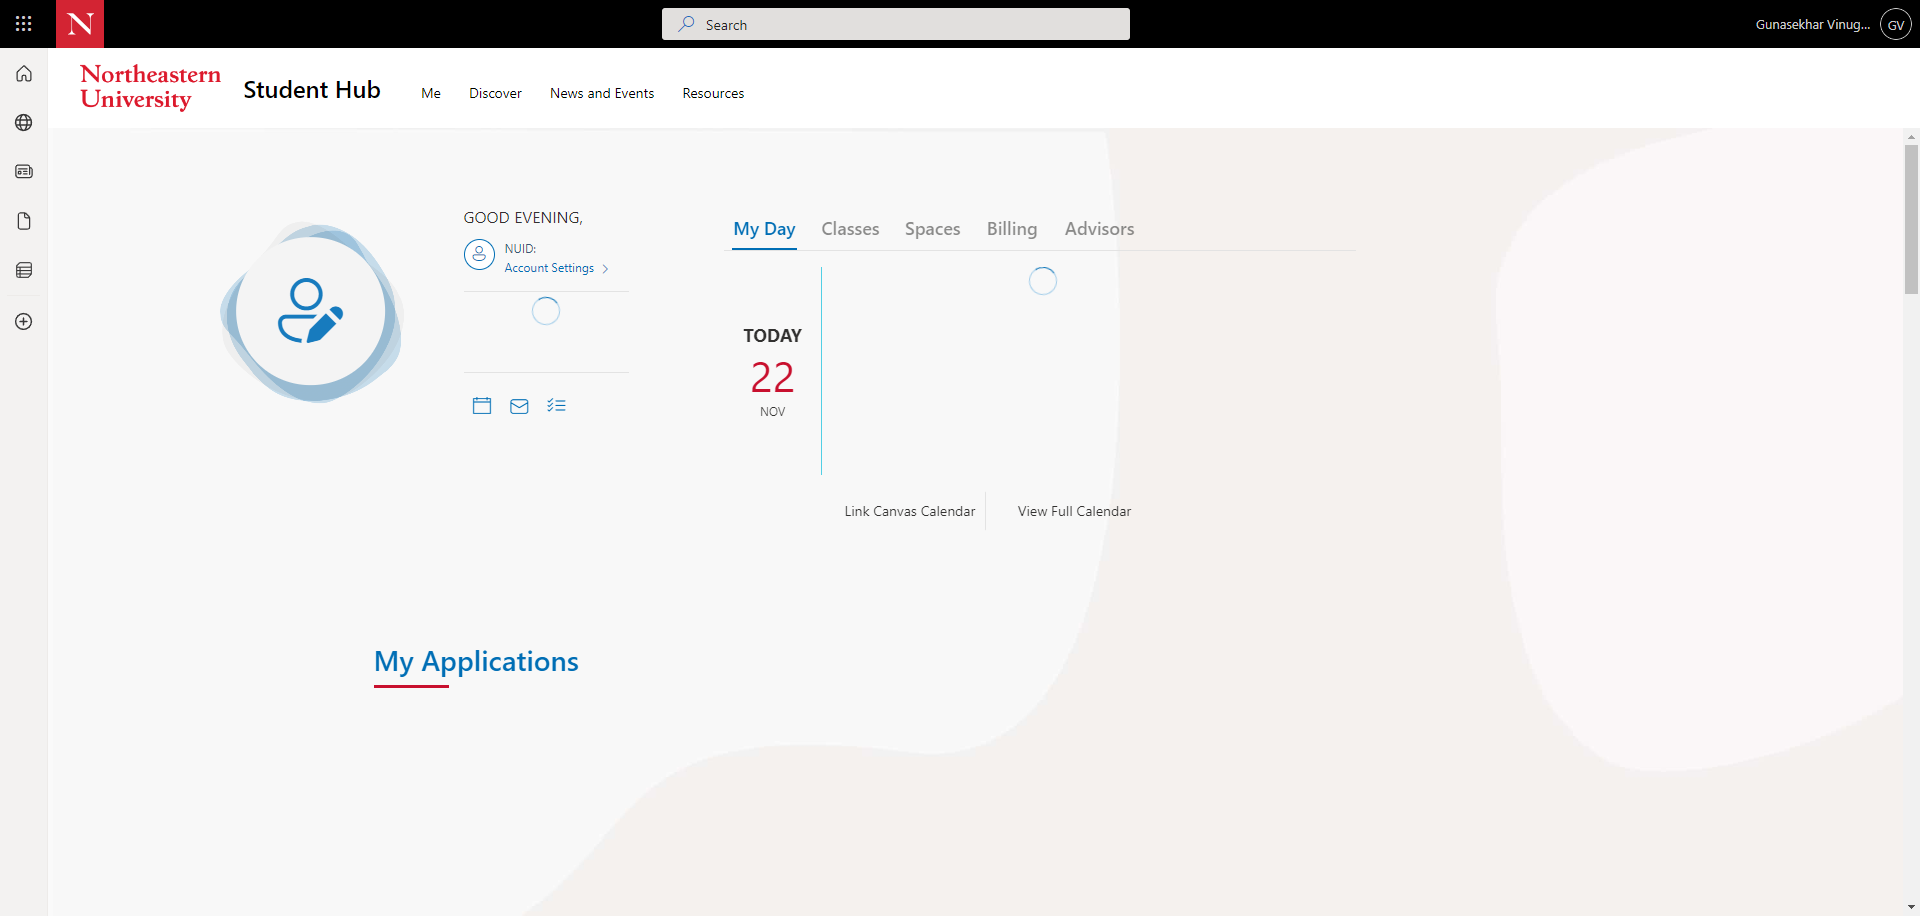 N
Search
Gunasekhar Vinug...
GV
Northeastern
University
Student Hub
Me
Discover
News and Events
Resources
GOOD EVENING,
NUID:
Account Settings
My Day
Classes
Spaces
Billing
Advisors
TODAY
22
NOV
Link Canvas Calendar
View Full Calendar
My Applications